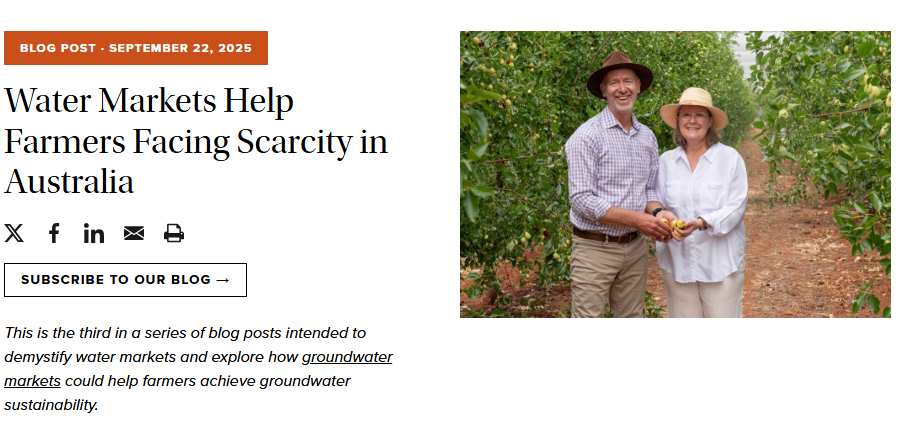 BLOG POST · SEPTEMBER 22, 2025
Water Markets Help
Farmers Facing Scarcity in
Australia
SUBSCRIBE TO OUR BLOG →
This is the third in a series of blog posts intended to
demystify water markets and explore how groundwater
markets could help farmers achieve groundwater
sustainability.